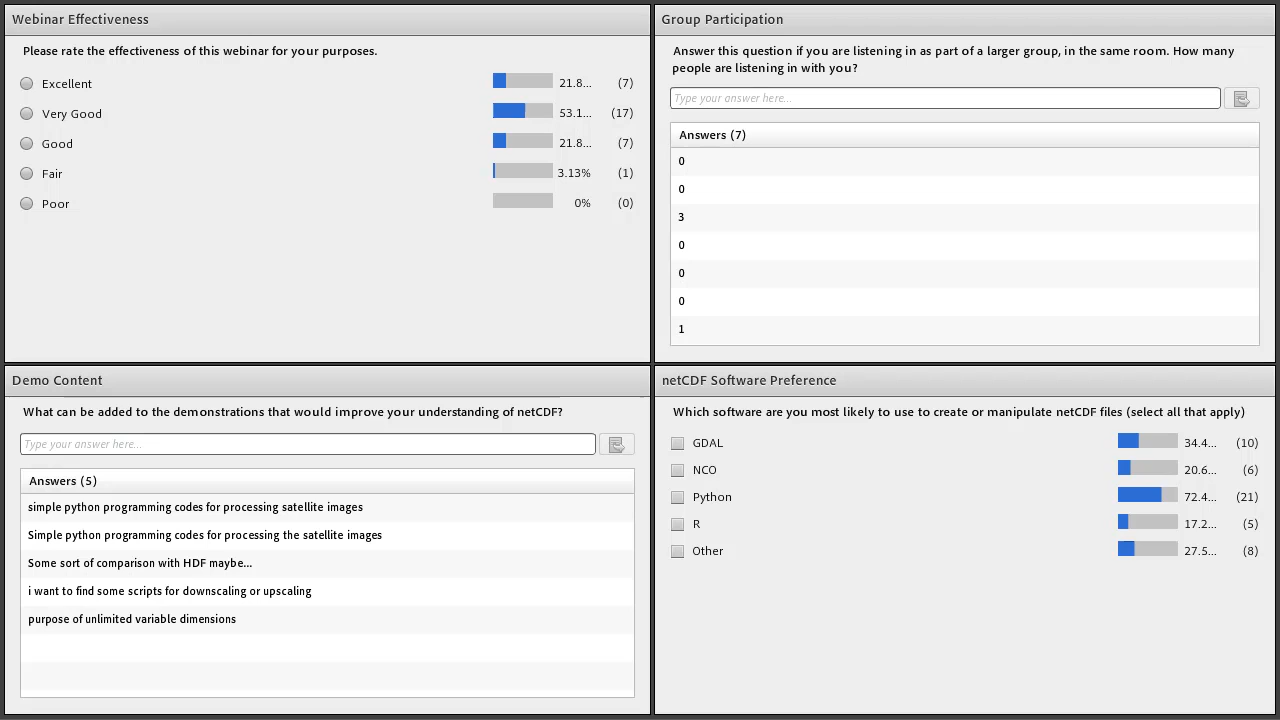 Webinar Effectiveness
Please rate the effectiveness of this webinar for your purposes.
Excellent 21.8... (7)
Very Good 53.1... (17)
Good 21.8... (7)
Fair 3.13% (1)
Poor 0% (0)
Group Participation
Answer this question if you are listening in as part of a larger group, in the same room. How many
people are listening in with you?
Type your answer here...
Answers (7)
0
0
3
0
0
0
1
Demo Content
What can be added to the demonstrations that would improve your understanding of netCDF?
Type your answer here...
Answers (5)
simple python programming codes for processing satellite images
Simple python programming codes for processing the satellite images
Some sort of comparison with HDF maybe...
i want to find some scripts for downscaling or upscaling
purpose of unlimited variable dimensions
netCDF Software Preference
Which software are you most likely to use to create or manipulate netCDF files (select all that apply)
GDAL 34.4... (10)
NCO 20.6... (6)
Python 72.4... (21)
R 17.2... (5)
Other 27.5... (8)